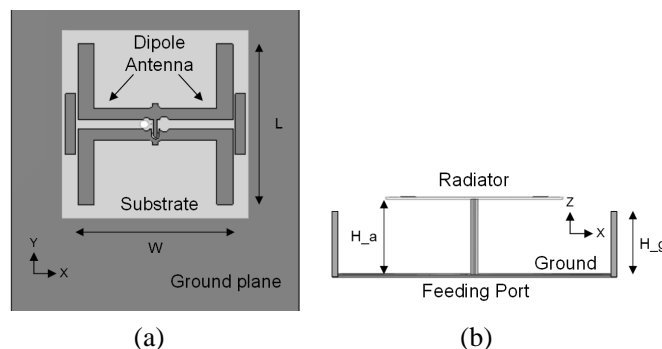 Dipole
Antenna
L
Substrate
W
Y
X
Ground plane
(a)
Radiator
Z
X
H_a
H_g
Ground
Feeding Port
(b)